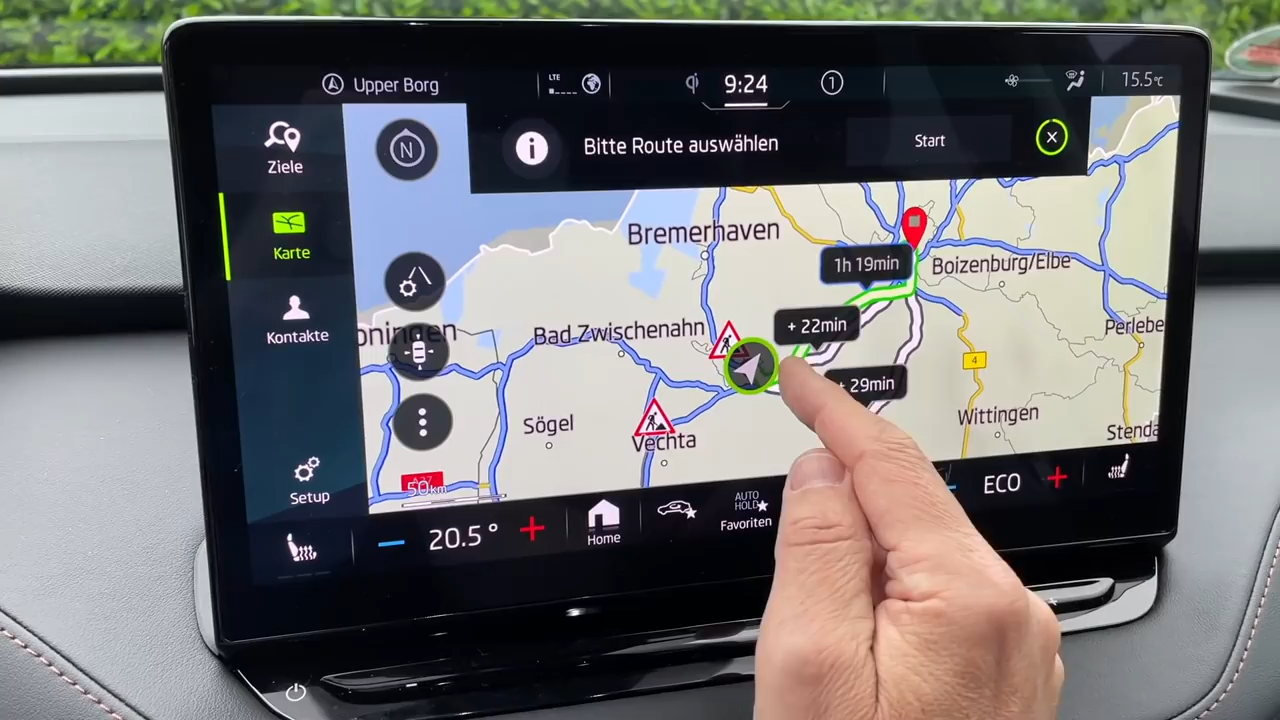 Upper Borg
LTE
9:24
1
15.5°C
Ziele
N
Bitte Route auswählen
Start
Karte
Bremerhaven
1h 19min
Boizenburg/Elbe
Kontakte
Bad Zwischenahn
+ 22min
Perlebe
4
+ 29min
Sögel
Vechta
Wittingen
Stenda
Setup
50km
20.5°
Home
AUTO
HOLD
Favoriten
ECO